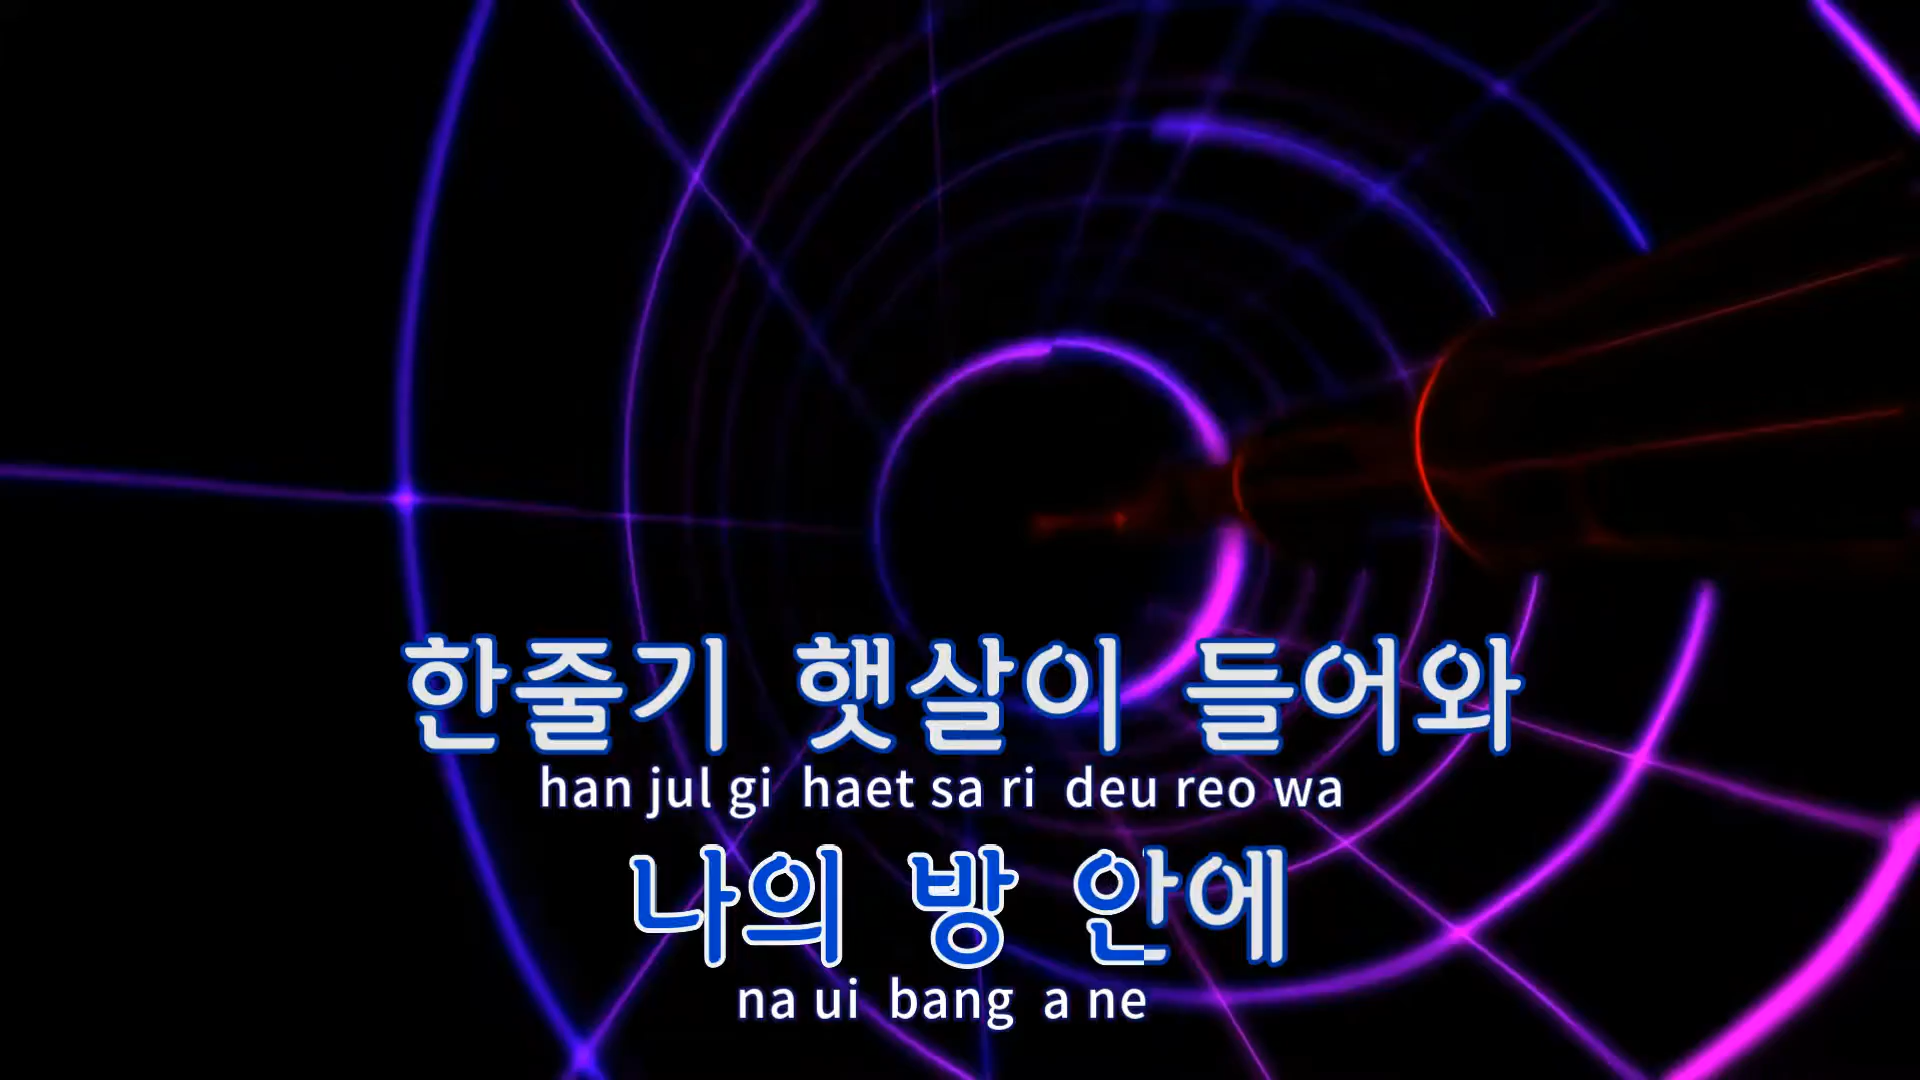 한줄기 햇살이 들어와
han jul gi haet sa ri deu reo wa
나의 방 안에
na ui bang a ne